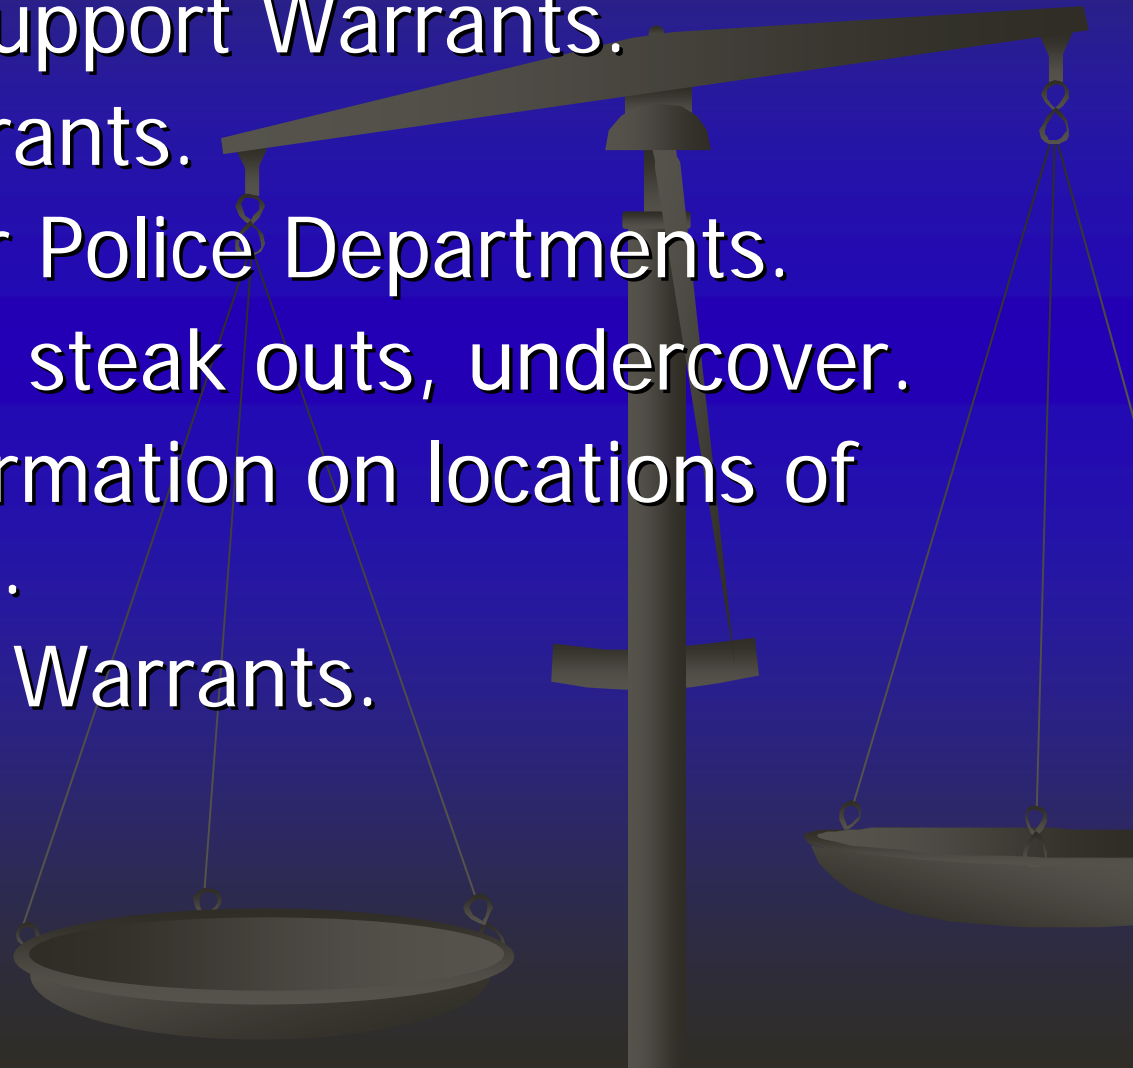 upport Warrants.
rants.
r Police Departments.
steak outs, undercover.
rmation on locations of
.
Warrants.